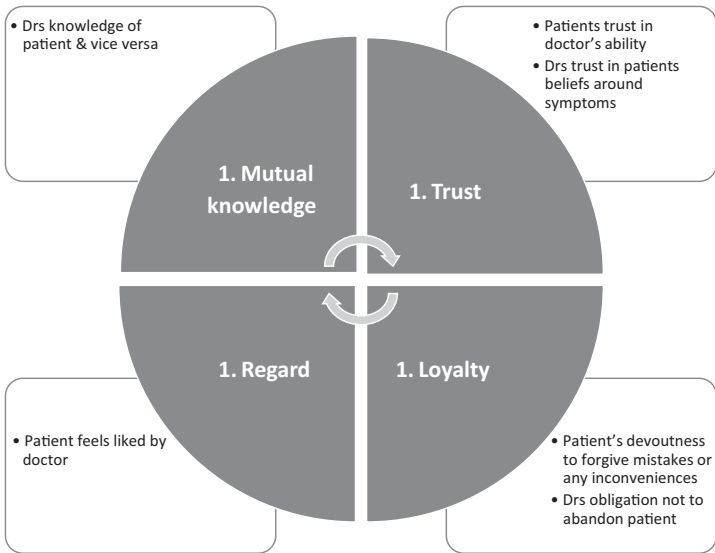 • Drs knowledge of
patient & vice versa
• Patients trust in
doctor's ability
• Drs trust in patients
beliefs around
symptoms
1. Mutual
knowledge
1. Trust
1. Regard
1. Loyalty
• Patient feels liked by
doctor
• Patient's devoutness
to forgive mistakes or
any inconveniences
• Drs obligation not to
abandon patient